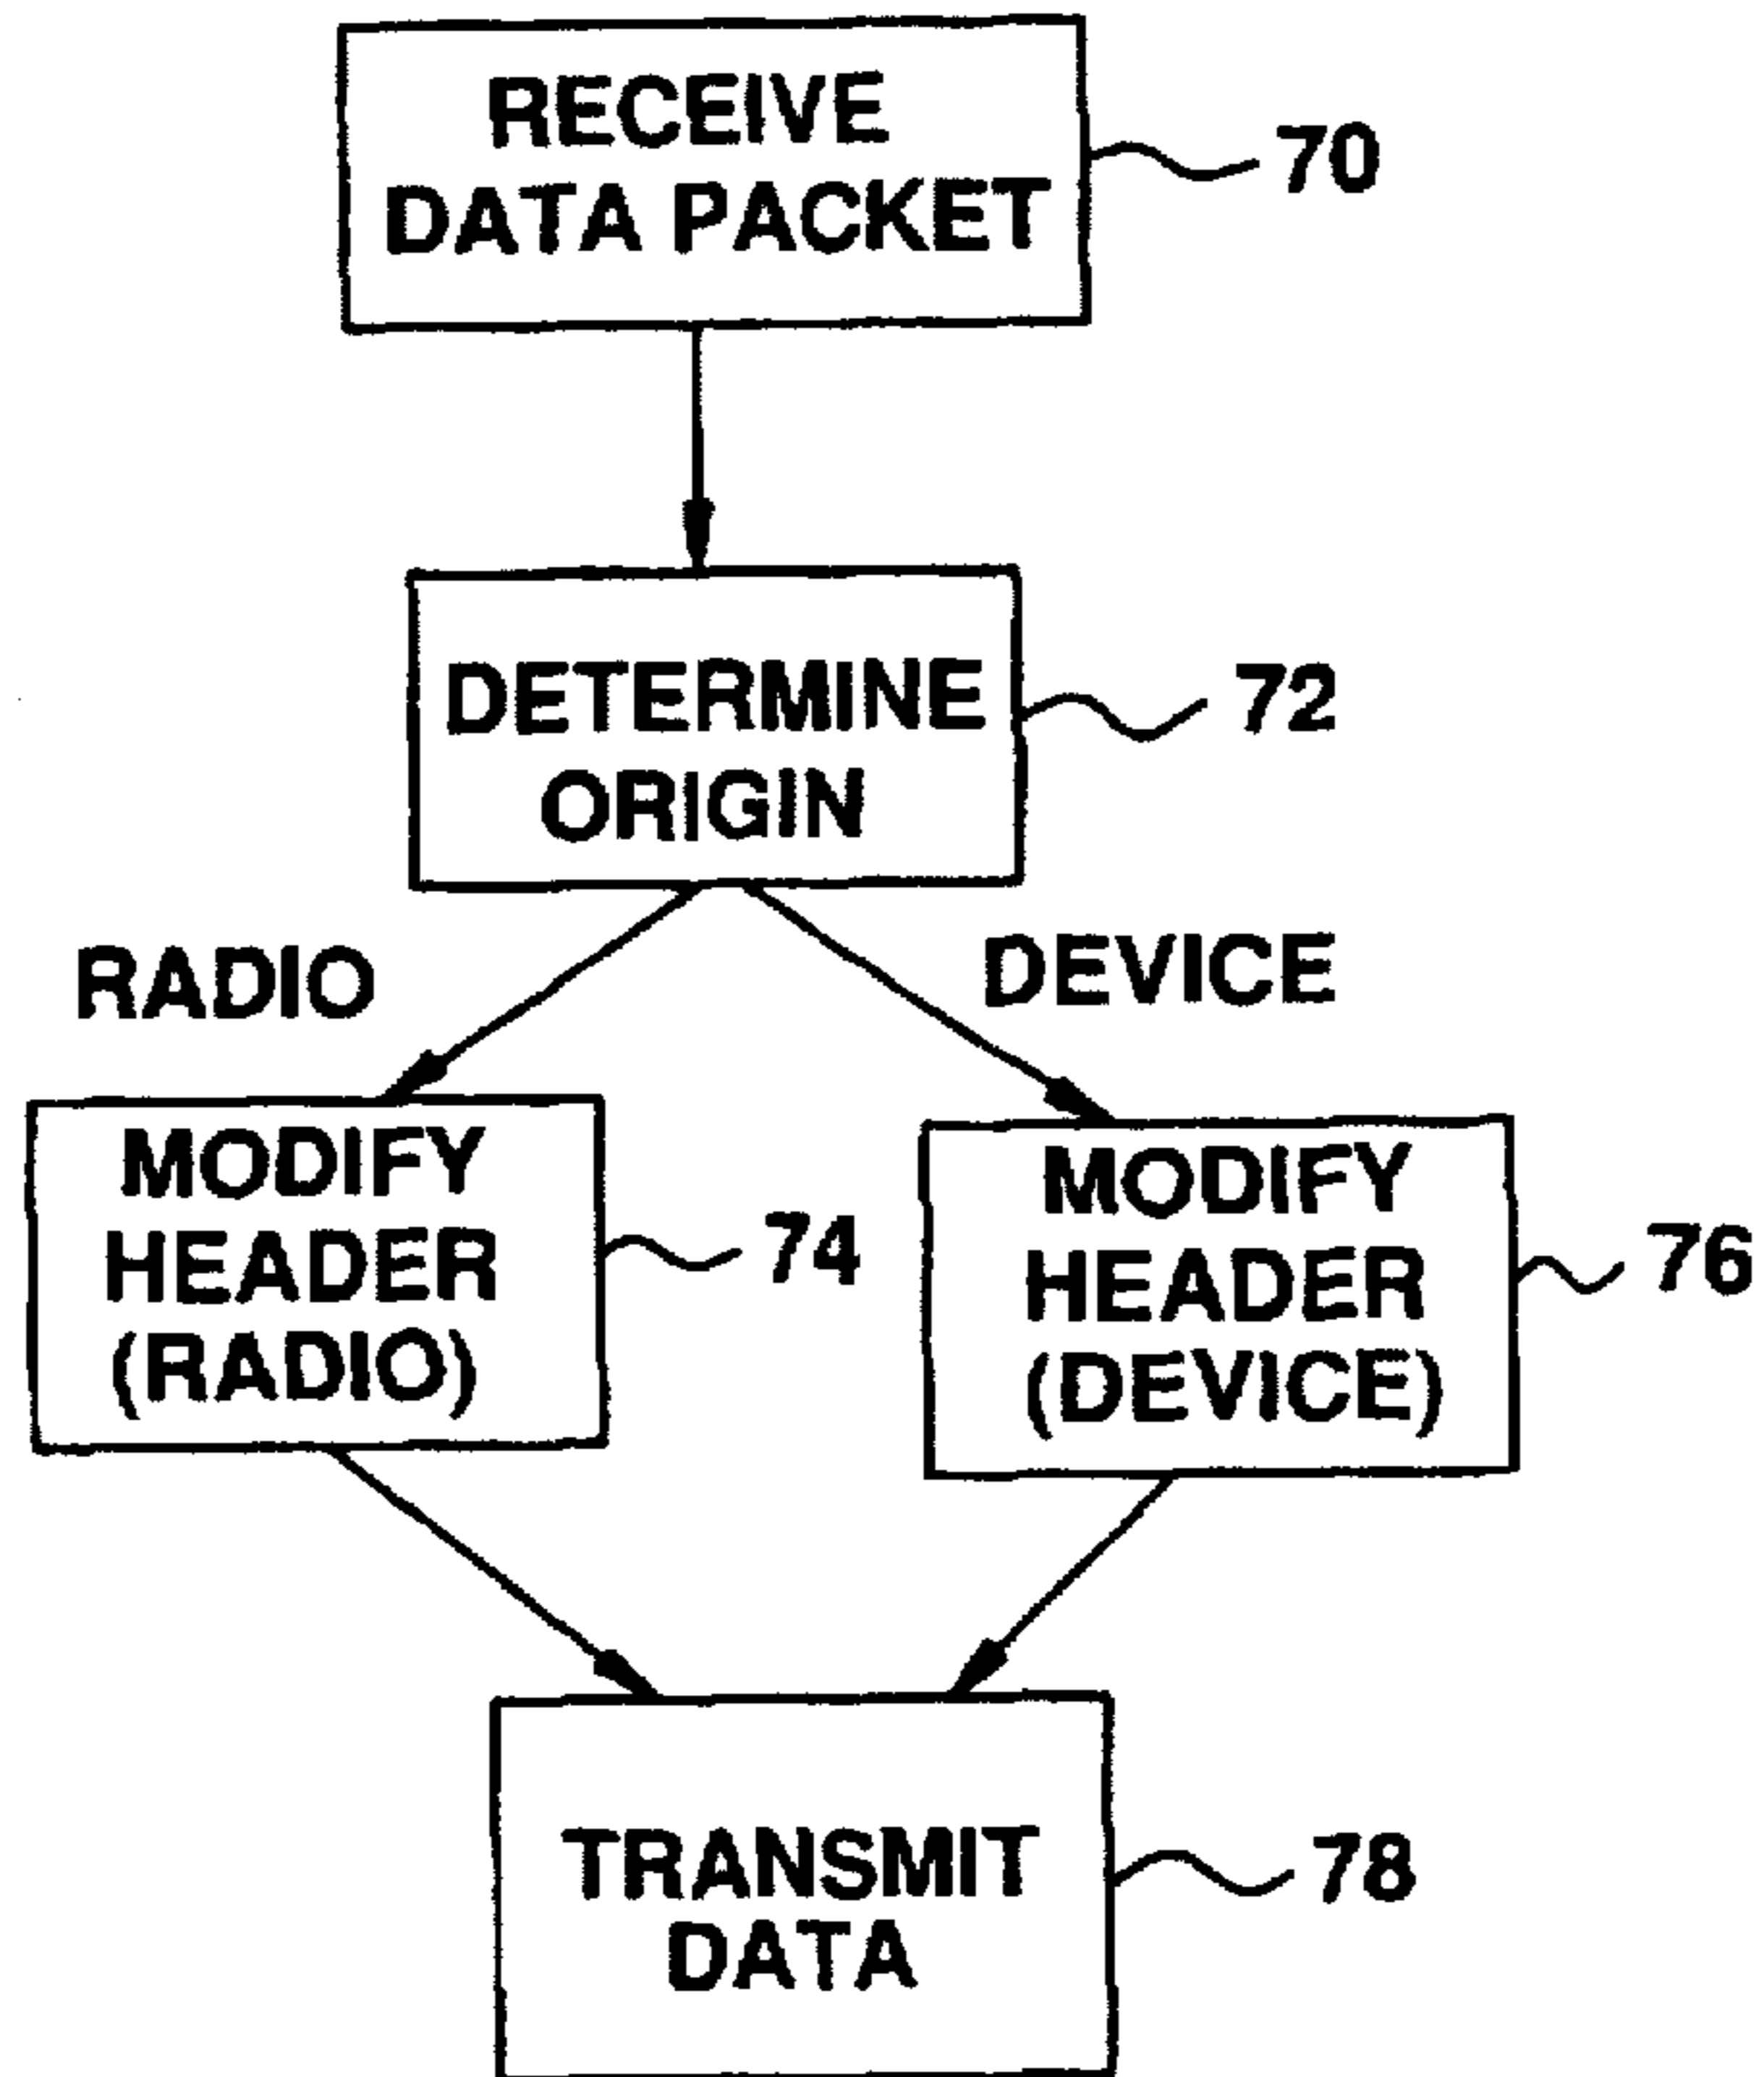 RECEIVE
DATA PACKET
70
DETERMINE
ORIGIN
72
RADIO
DEVICE
MODIFY
HEADER
(RADIO)
74
MODIFY
HEADER
(DEVICE)
76
TRANSMIT
DATA
78